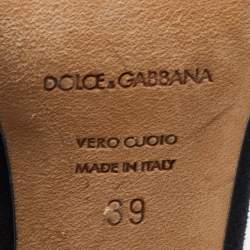 DOLCE & GABBANA
VERO CUOIO
MADE IN ITALY
39